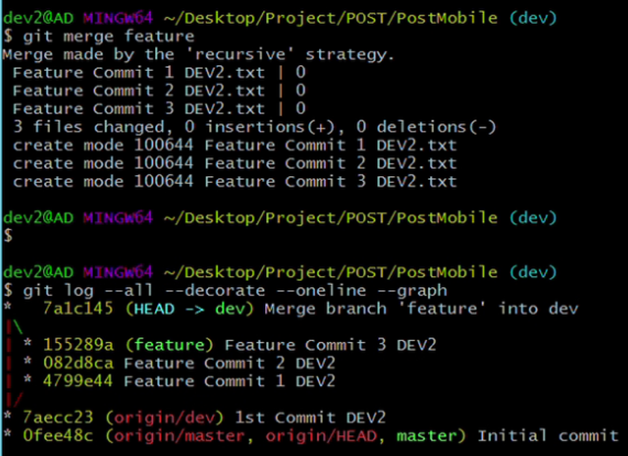 dev2@AD MINGW64 ~/Desktop/Project/POST/PostMobile (dev)
$ git merge feature
Merge made by the 'recursive' strategy.
 Feature Commit 1 DEV2.txt | 0
 Feature Commit 2 DEV2.txt | 0
 Feature Commit 3 DEV2.txt | 0
 3 files changed, 0 insertions(+), 0 deletions(-)
 create mode 100644 Feature Commit 1 DEV2.txt
 create mode 100644 Feature Commit 2 DEV2.txt
 create mode 100644 Feature Commit 3 DEV2.txt
dev2@AD MINGW64 ~/Desktop/Project/POST/PostMobile (dev)
$
dev2@AD MINGW64 ~/Desktop/Project/POST/PostMobile (dev)
$ git log --all --decorate --oneline --graph
*   7a1c145 (HEAD -> dev) Merge branch 'feature' into dev
|\
| * 155289a (feature) Feature Commit 3 DEV2
| * 082d8ca Feature Commit 2 DEV2
| * 4799e44 Feature Commit 1 DEV2
|/
* 7aecc23 (origin/dev) 1st Commit DEV2
* 0fee48c (origin/master, origin/HEAD, master) Initial commit